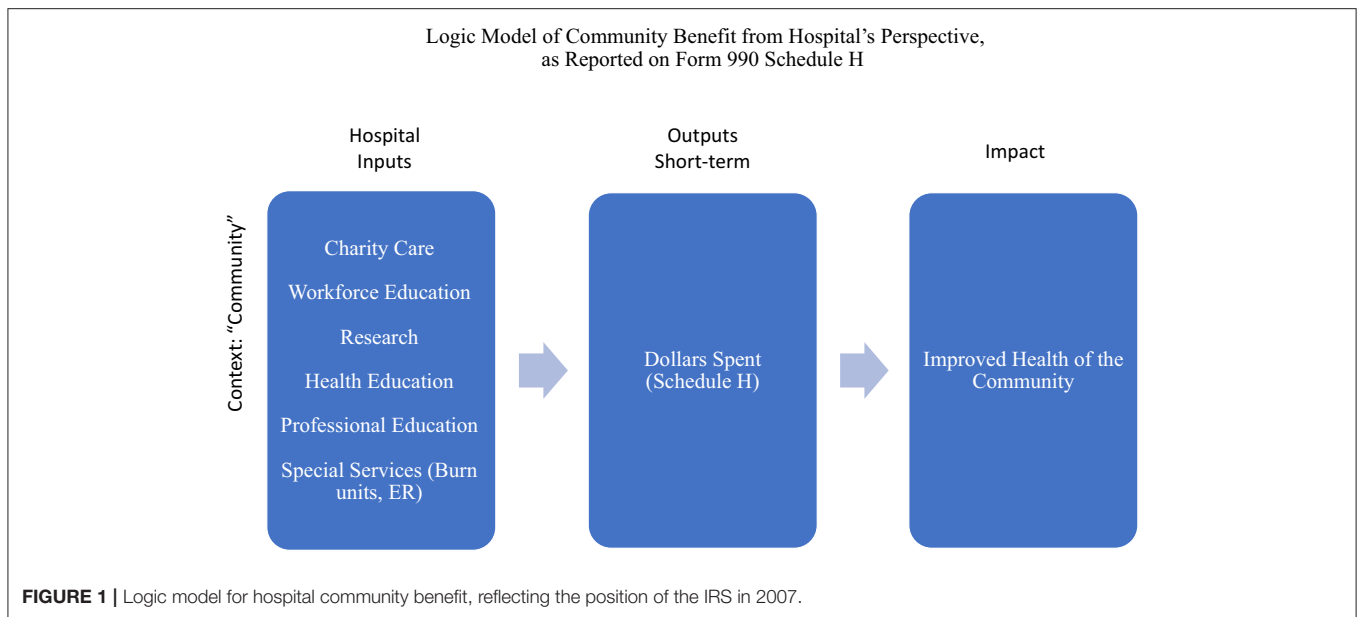 Logic Model of Community Benefit from Hospital’s Perspective,
as Reported on Form 990 Schedule H
Hospital
Inputs
Outputs
Short-term
Impact
Context: “Community”
Charity Care
Workforce Education
Research
Health Education
Professional Education
Special Services (Burn
units, ER)
Dollars Spent
(Schedule H)
Improved Health of the
Community
FIGURE 1 | Logic model for hospital community benefit, reflecting the position of the IRS in 2007.